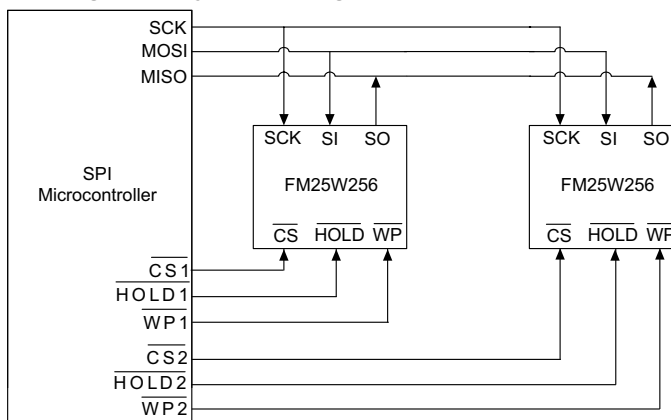 SCK
MOSI
MISO
SCK SI SO
SCK SI SO
SPI
Microcontroller
FM25W256
FM25W256
CS HOLD WP
CS HOLD WP
CS1
HOLD1
WP1
CS2
HOLD2
WP2